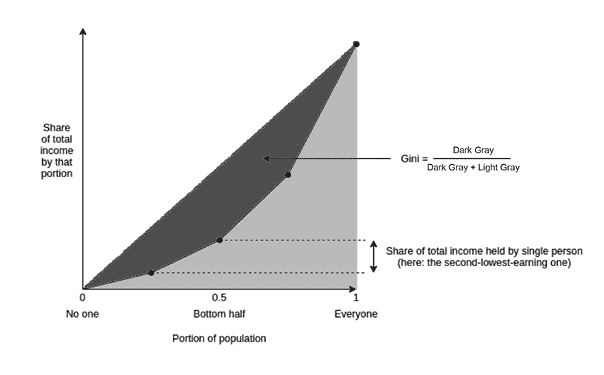 Share
of total
income
by that
portion
Gini = Dark Gray
Dark Gray + Light Gray
Share of total income held by single person
(here: the second-lowest-earning one)
0
0.5
1
No one
Bottom half
Everyone
Portion of population